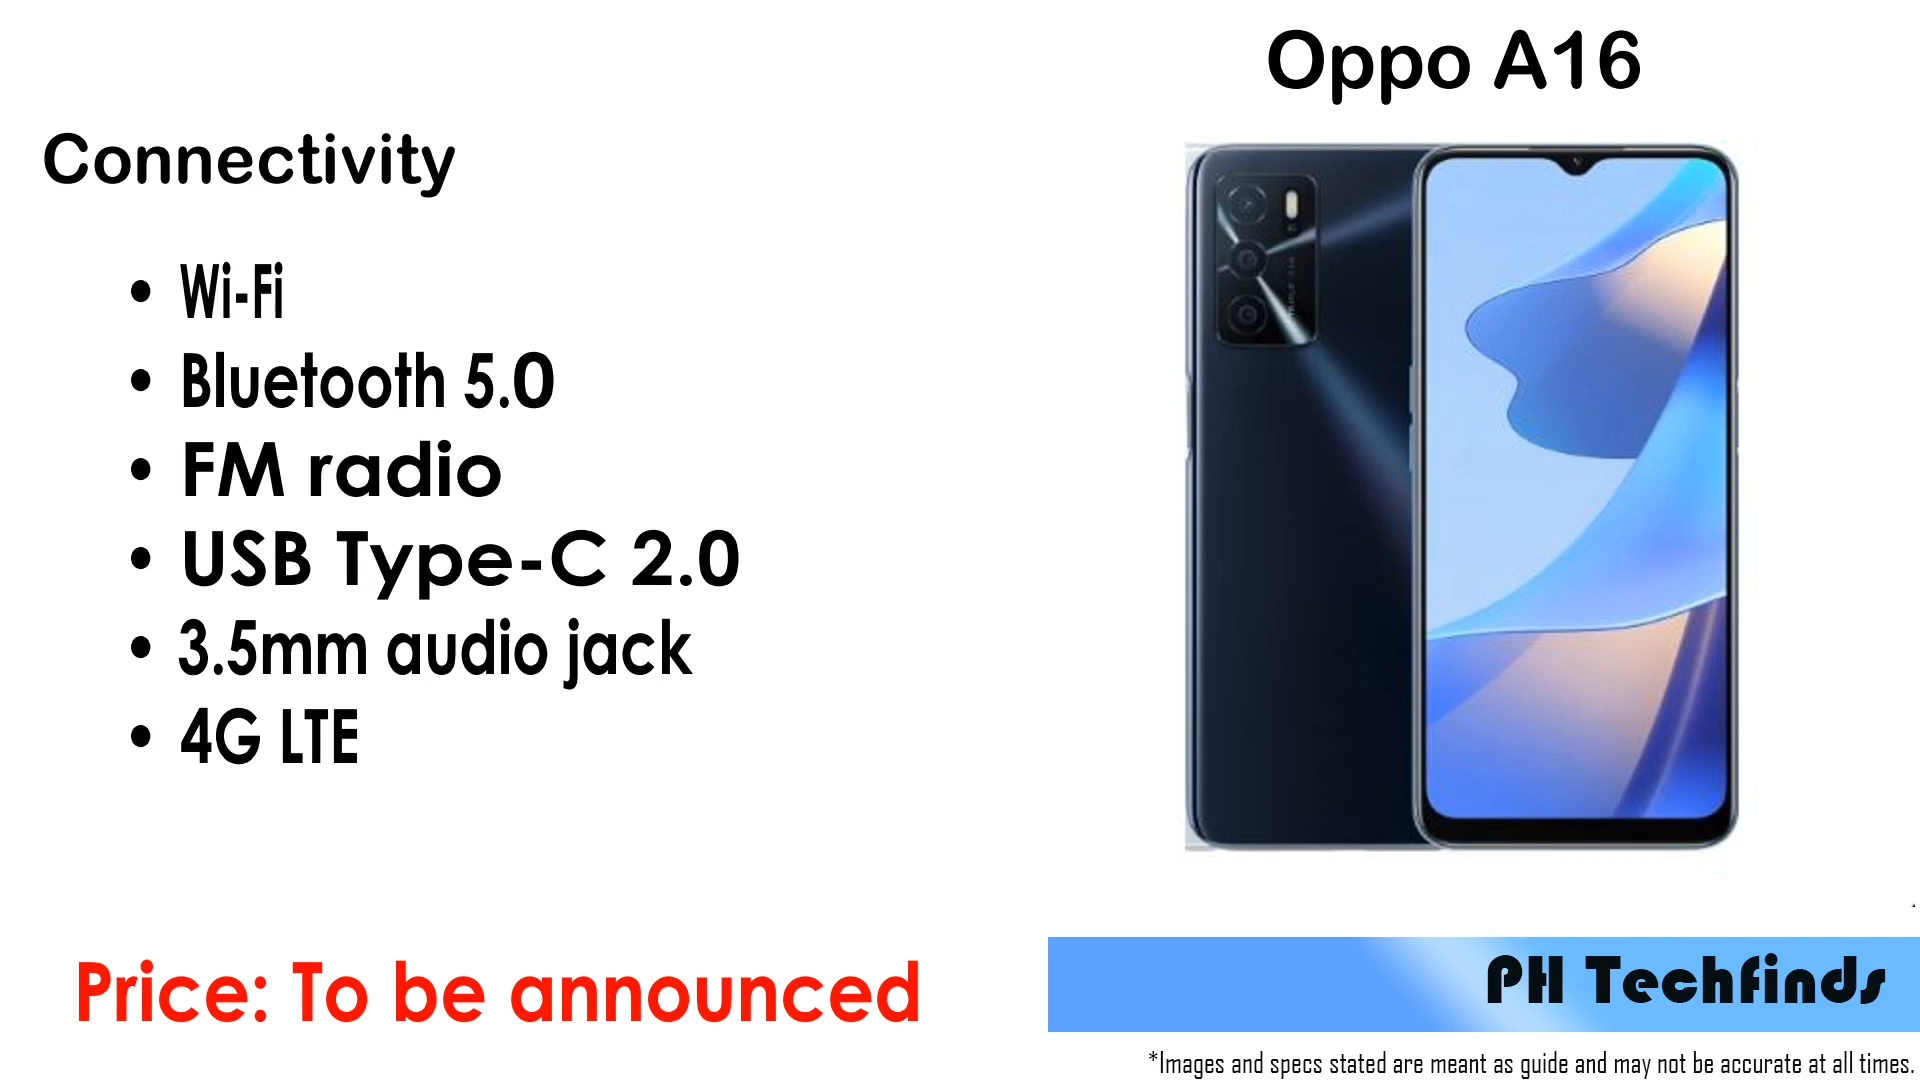 Oppo A16
Connectivity
• Wi-Fi
• Bluetooth 5.0
• FM radio
• USB Type-C 2.0
• 3.5mm audio jack
• 4G LTE
Price: To be announced
PH Techfinds
*Images and specs stated are meant as guide and may not be accurate at all times.